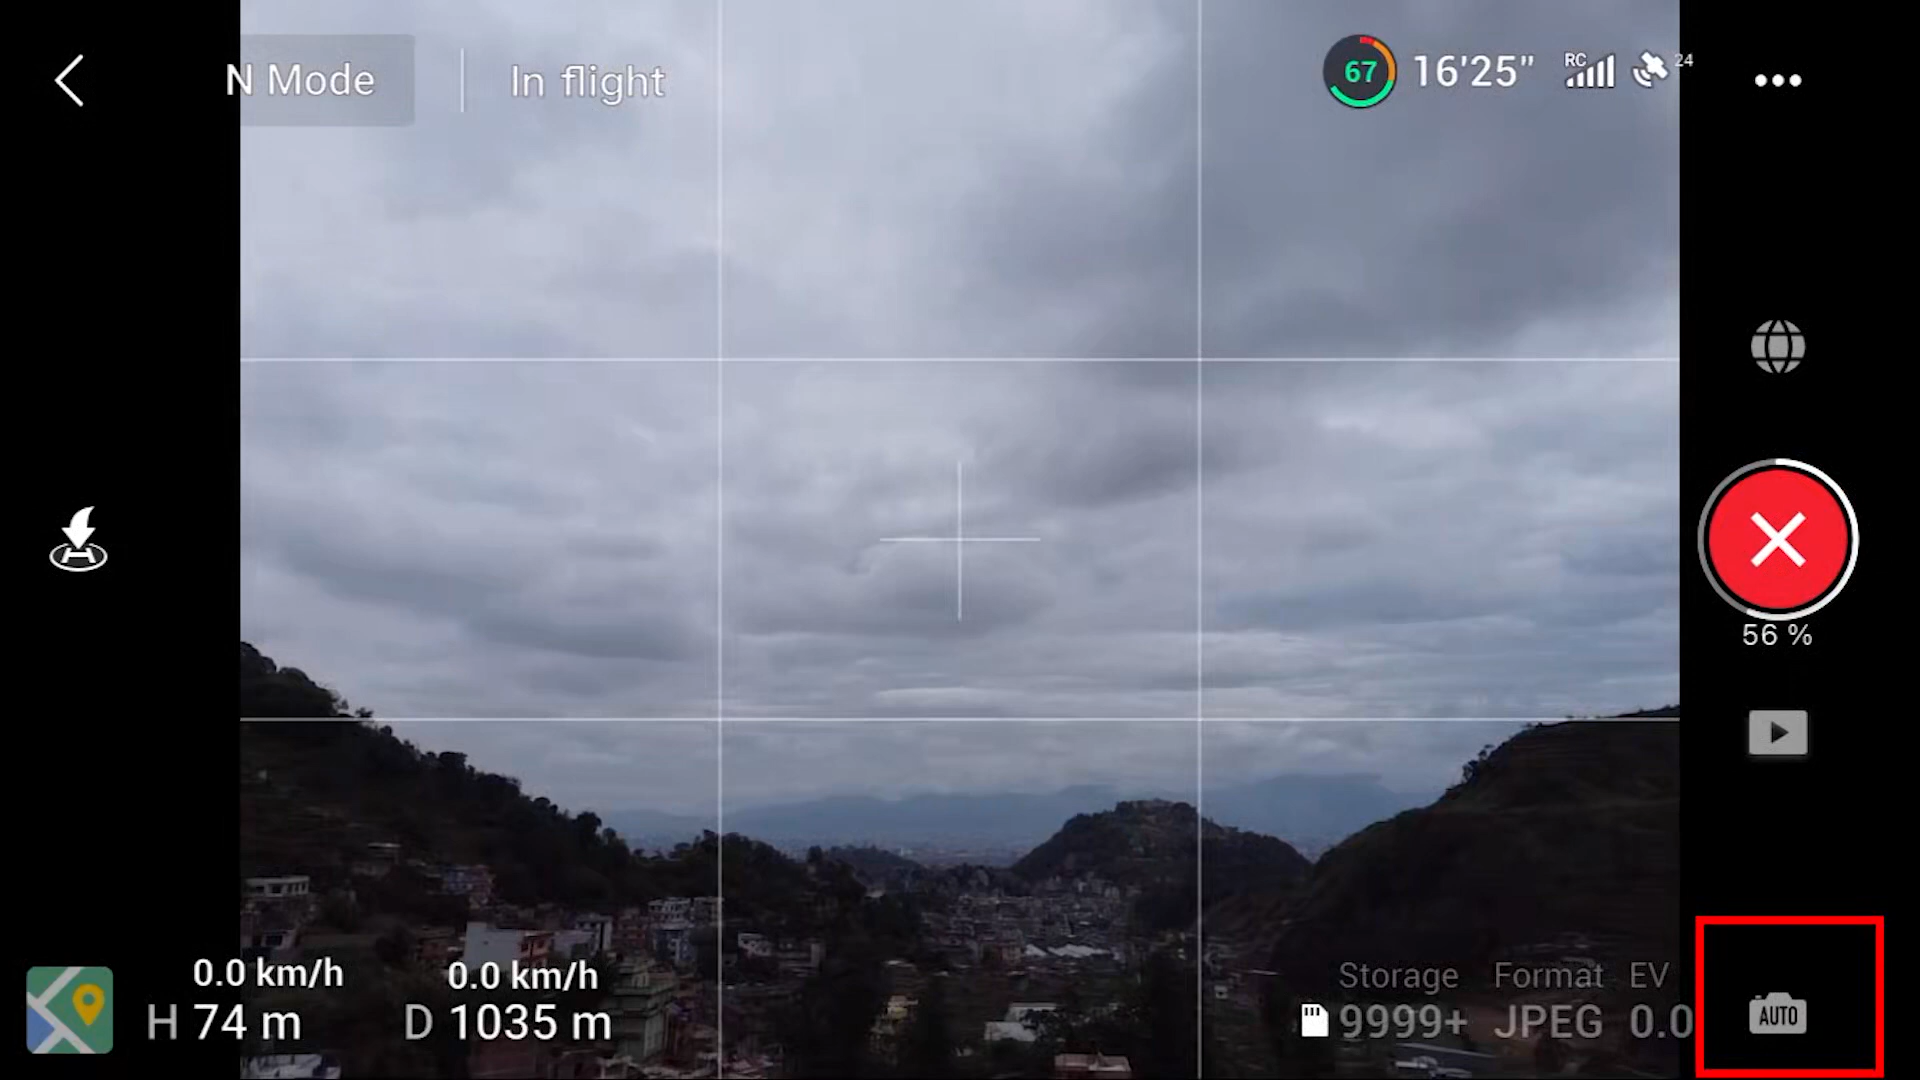 N Mode
In flight
67
16'25"
RC
24
56 %
0.0 km/h
0.0 km/h
H 74 m
D 1035 m
Storage
Format
EV
9999+
JPEG
0.0
AUTO